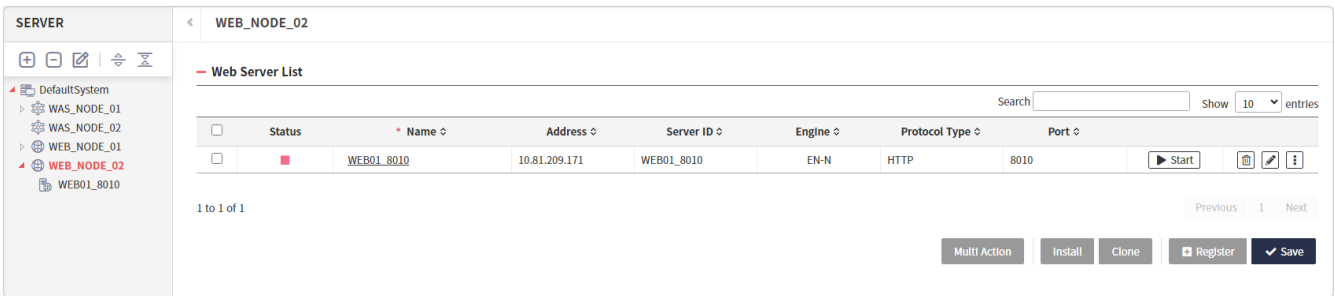 SERVER
WEB_NODE_02
DefaultSystem
WAS_NODE_01
WAS_NODE_02
WEB_NODE_01
WEB_NODE_02
WEB01_8010
Web Server List
Search Show 10 entries
Status * Name Address Server ID Engine Protocol Type Port
WEB01_8010 10.81.209.171 WEB01_8010 EN-N HTTP 8010 Start
1 to 1 of 1
Previous 1 Next
Multi Action Install Clone Register Save